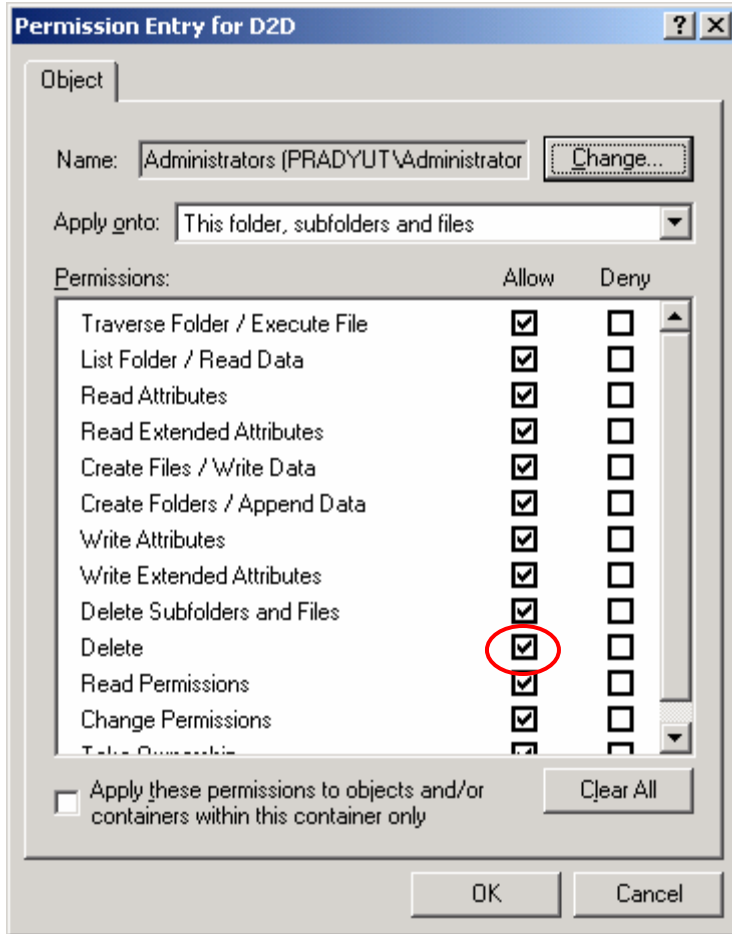 Permission Entry for D2D
Object
Name: Administrators (PRADYUT\Administrator Change...
Apply onto: This folder, subfolders and files
Permissions: Allow Deny
Traverse Folder / Execute File
List Folder / Read Data
Read Attributes
Read Extended Attributes
Create Files / Write Data
Create Folders / Append Data
Write Attributes
Write Extended Attributes
Delete Subfolders and Files
Delete
Read Permissions
Change Permissions
Take Ownership
Apply these permissions to objects and/or Clear All
containers within this container only
OK Cancel